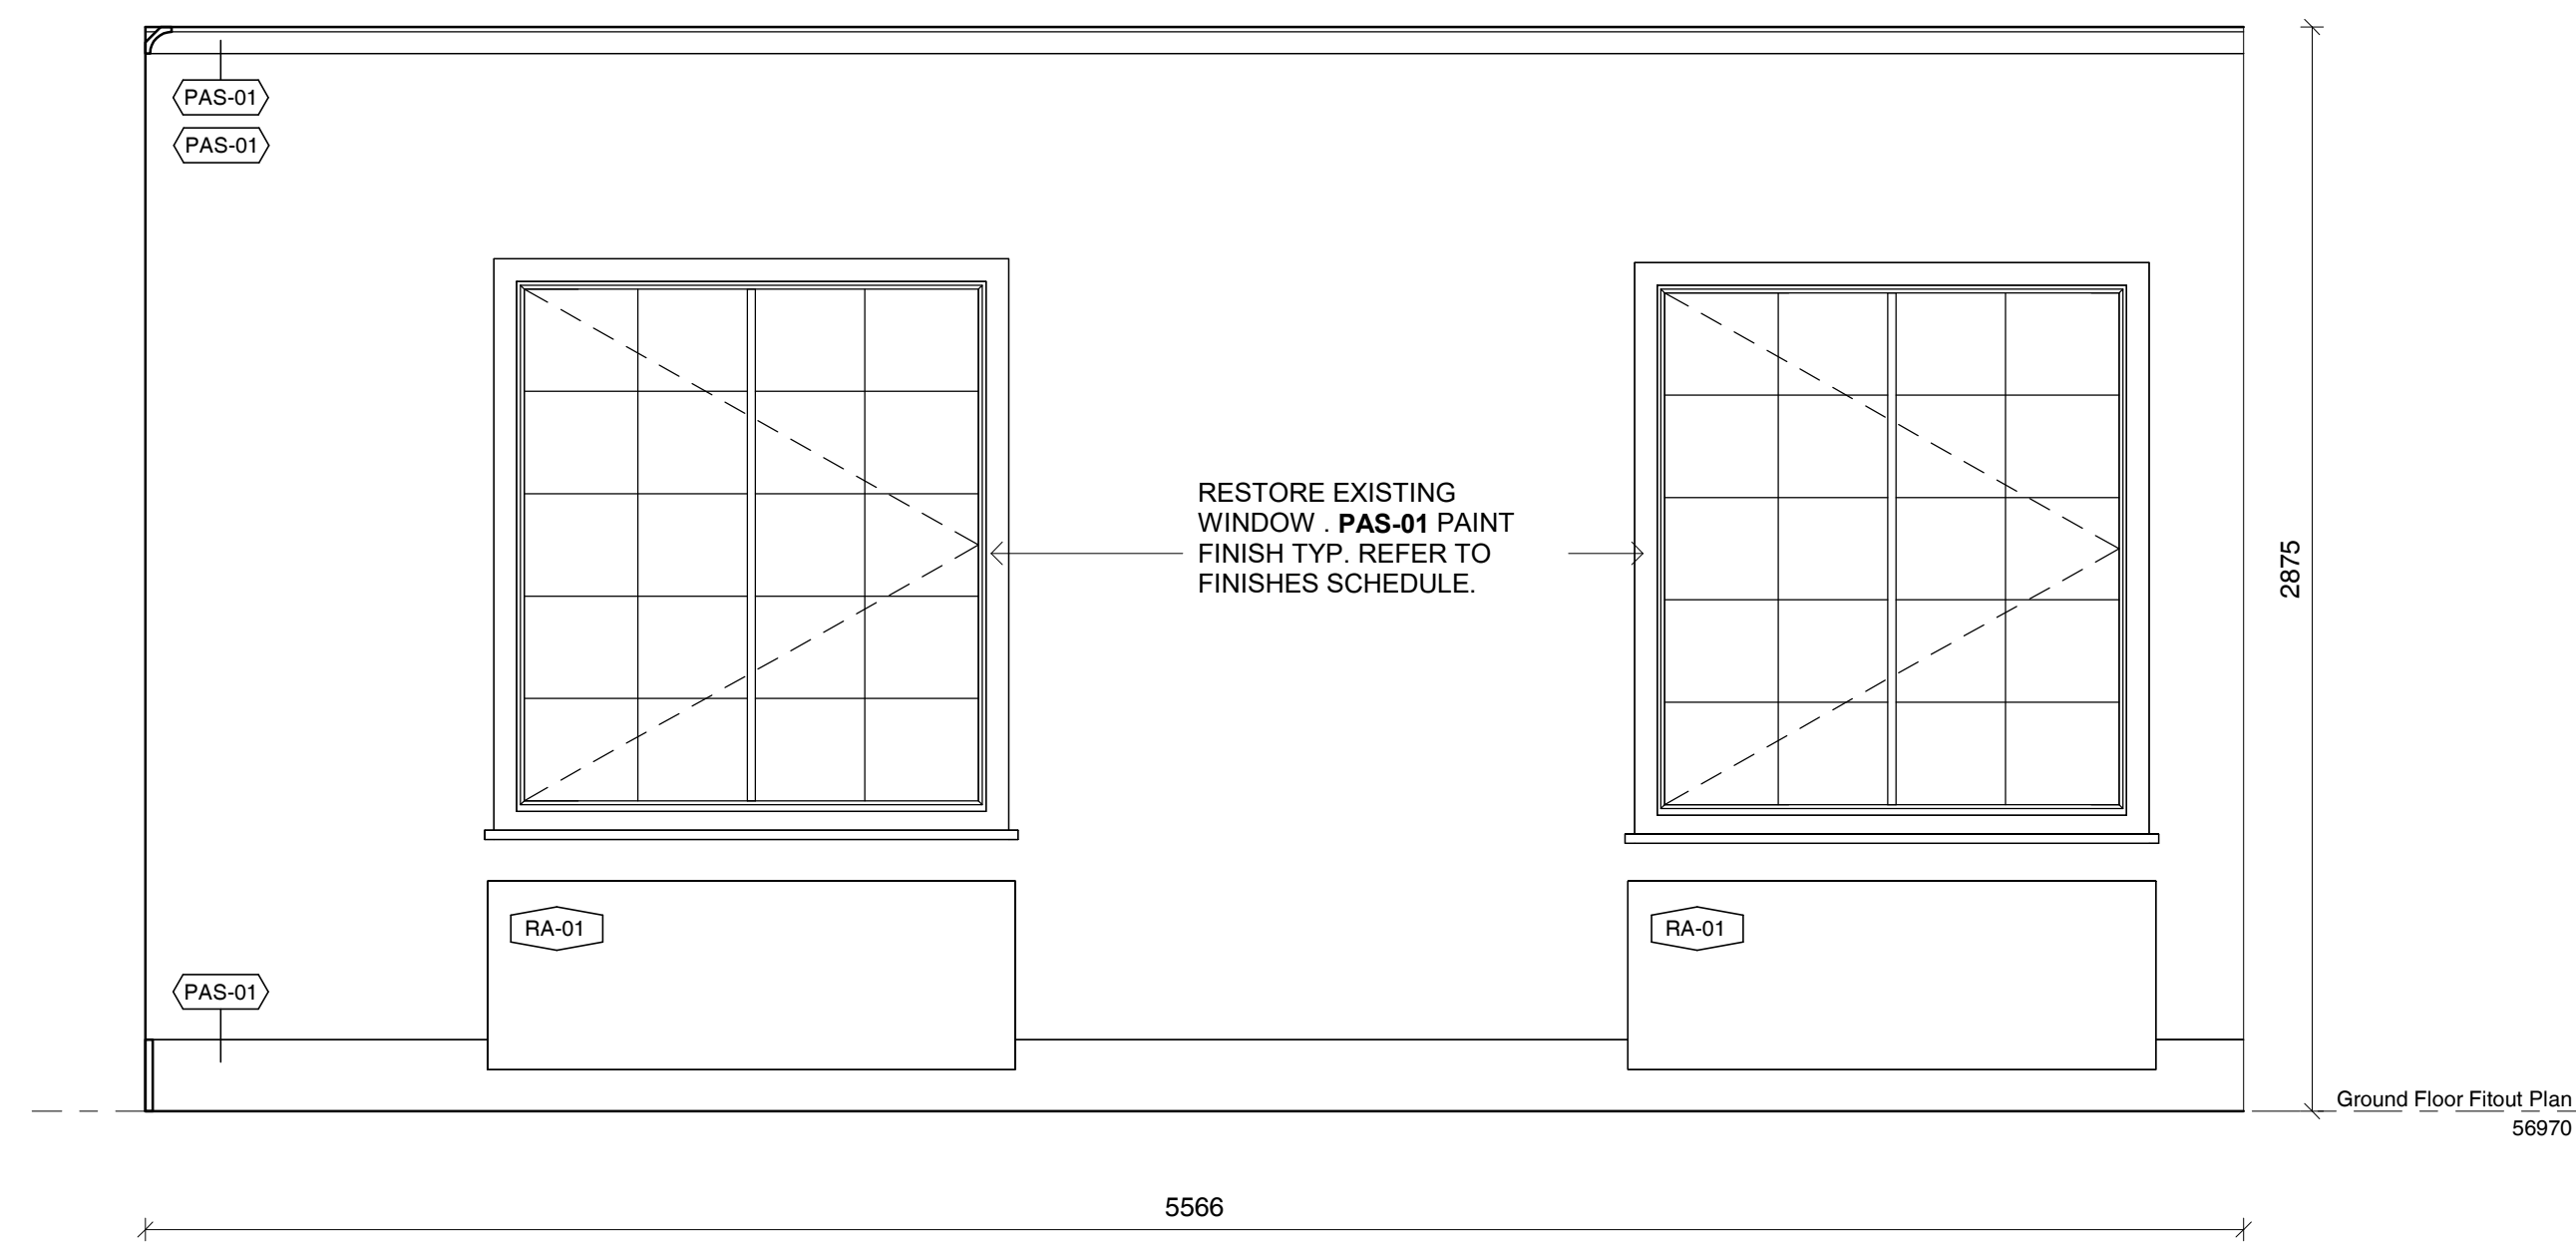 PAS-01
PAS-01
RESTORE EXISTING
WINDOW . PAS-01 PAINT
FINISH TYP. REFER TO
FINISHES SCHEDULE.
2875
RA-01
RA-01
PAS-01
Ground Floor Fitout Plan
56970
5566